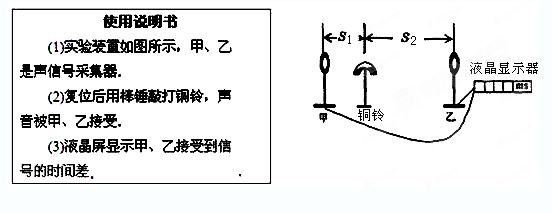 使用说明书
(1)实验装置如图所示，甲、乙
是声信号采集器.
(2)复位后用棒锤敲打铜铃，声
音被甲、乙接受.
(3)液晶屏显示甲、乙接受到信
号的时间差.
S1
S2
液晶显示器
ms
甲
铜铃
乙